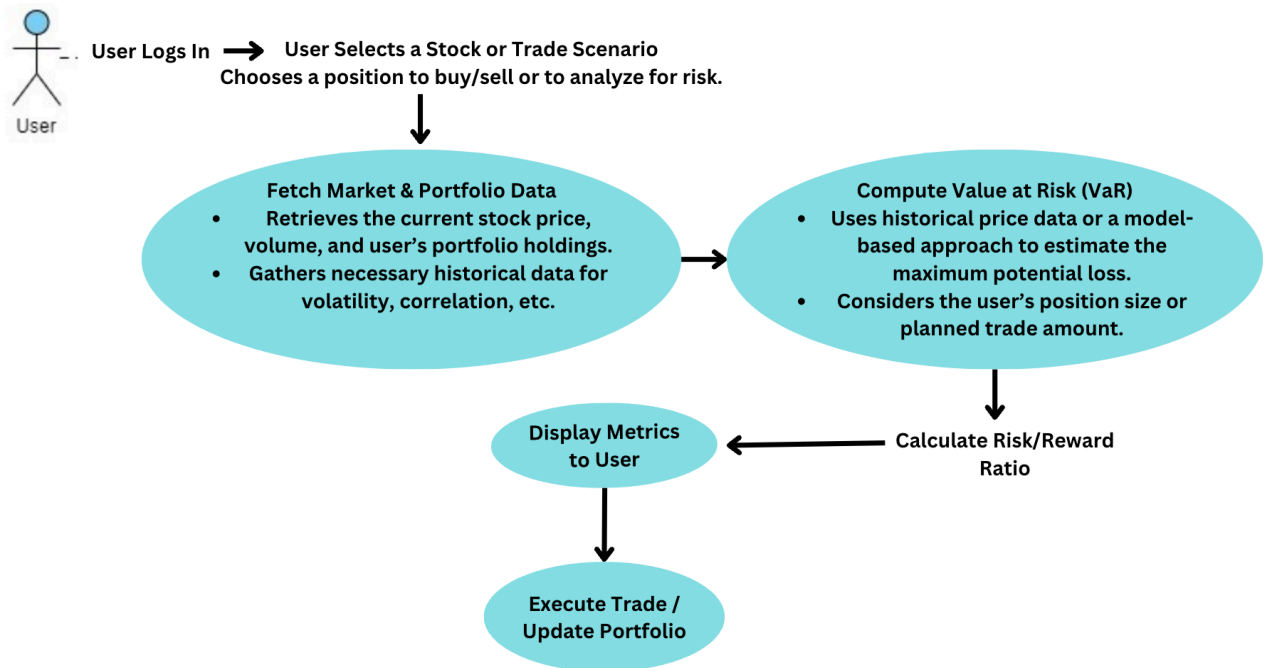 User
User Logs In
User Selects a Stock or Trade Scenario
Chooses a position to buy/sell or to analyze for risk.
Fetch Market & Portfolio Data
• Retrieves the current stock price,
volume, and user’s portfolio holdings.
• Gathers necessary historical data for
volatility, correlation, etc.
Compute Value at Risk (VaR)
• Uses historical price data or a model-
based approach to estimate the
maximum potential loss.
• Considers the user’s position size or
planned trade amount.
Calculate Risk/Reward
Ratio
Display Metrics
to User
Execute Trade /
Update Portfolio